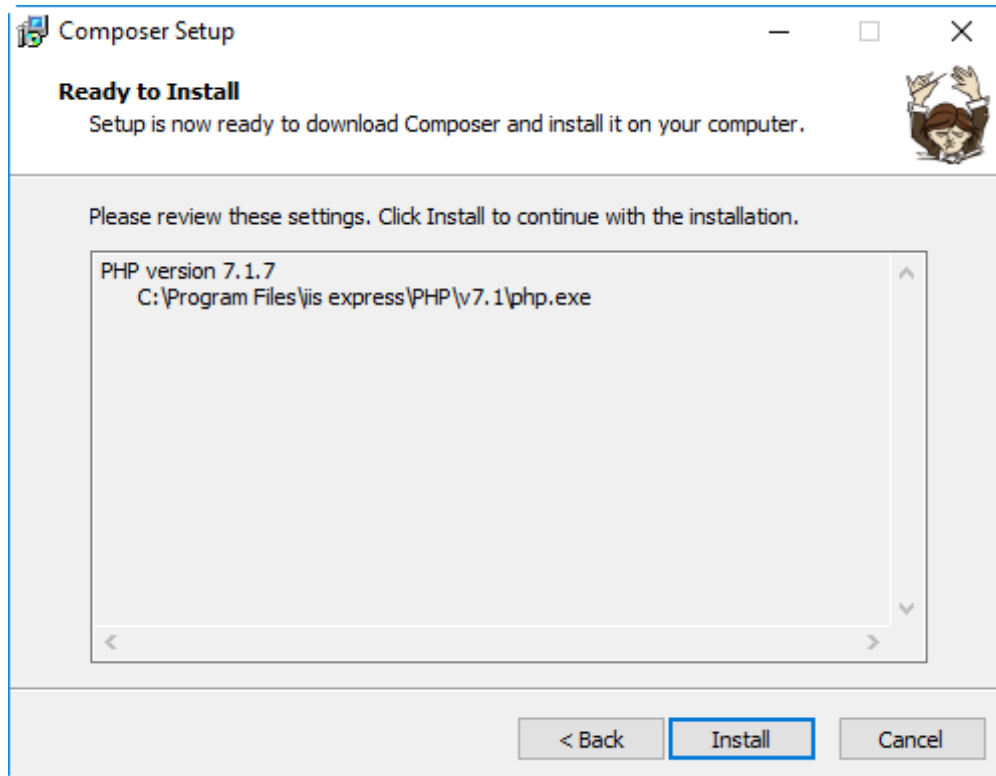 Composer Setup
Ready to Install
Setup is now ready to download Composer and install it on your computer.
Please review these settings. Click Install to continue with the installation.
PHP version 7.1.7
C:\Program Files\iis express\PHP\v7.1\php.exe
< Back Install Cancel